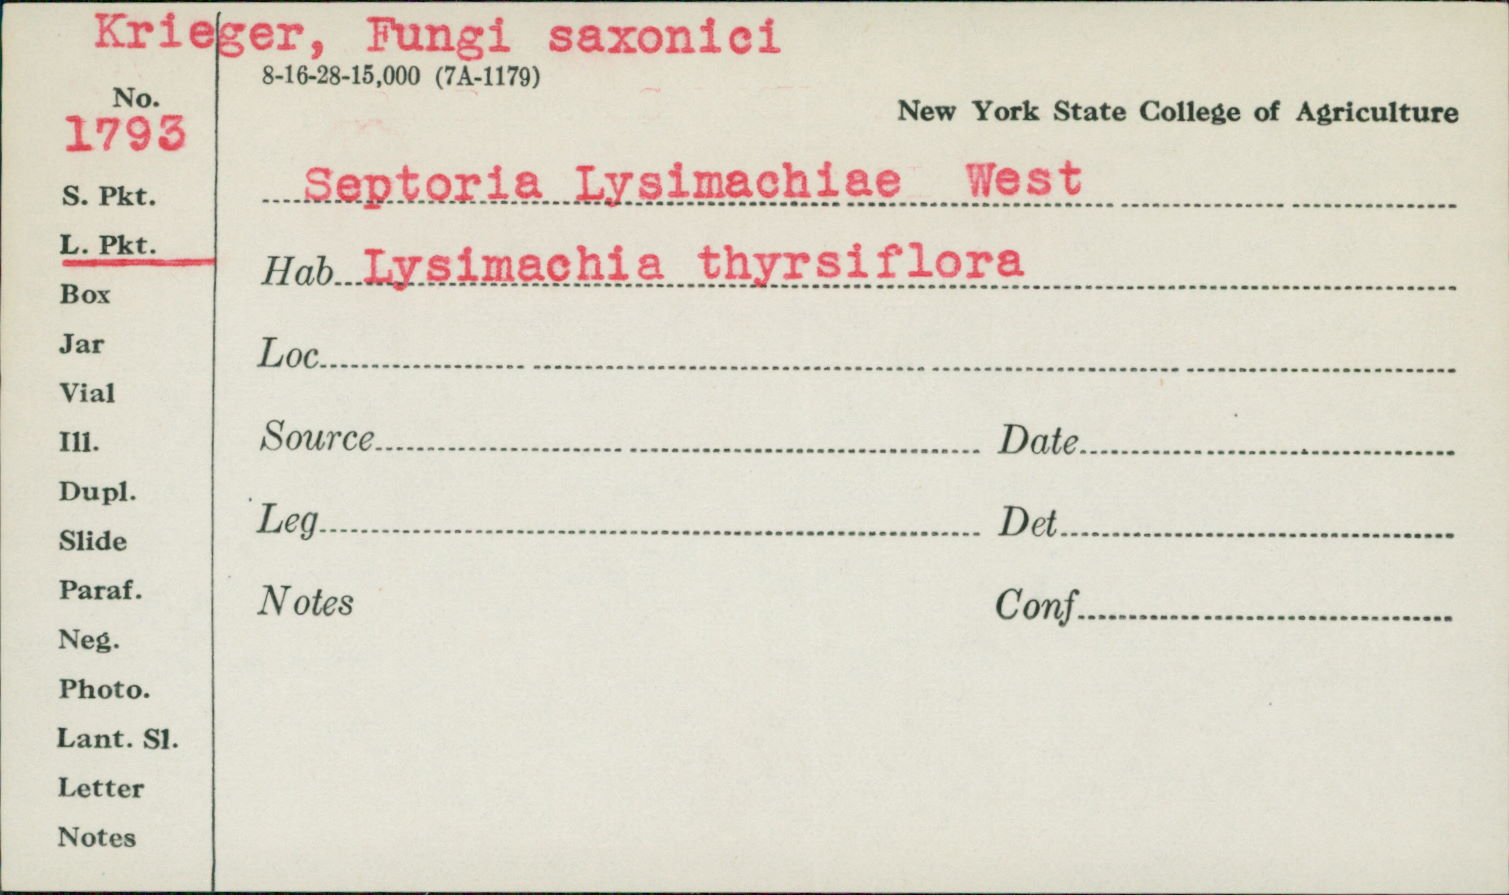 Krieger, Fungi saxonici
8-16-28-15,000 (7A-1179)
No.
New York State College of Agriculture
1793
S. Pkt.
Septoria Lysimachiae West
L. Pkt.
Hab. Lysimachia thyrsiflora
Box
Jar
Loc.
Vial
Ill.
Source Date
Dupl.
Leg Det
Slide
Paraf.
Notes Conf
Neg.
Photo.
Lant. Sl.
Letter
Notes